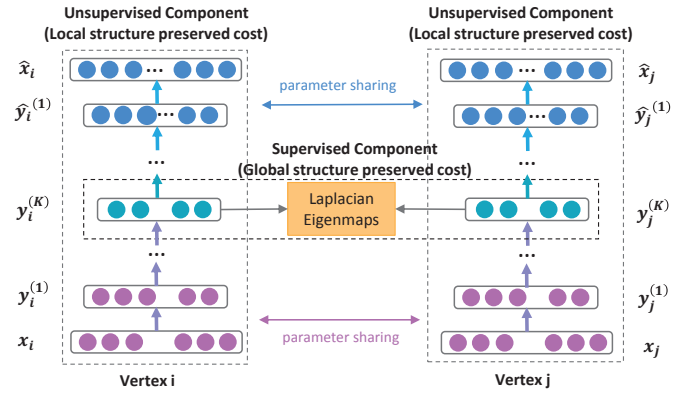 Unsupervised Component
(Local structure preserved cost)
Unsupervised Component
(Local structure preserved cost)
x̂ᵢ
... 
...
x̂ⱼ
parameter sharing
ŷᵢ⁽¹⁾
...
...
ŷⱼ⁽¹⁾
...
...
Supervised Component
(Global structure preserved cost)
yᵢ⁽ᴷ⁾
Laplacian
Eigenmaps
yⱼ⁽ᴷ⁾
...
...
yᵢ⁽¹⁾
yⱼ⁽¹⁾
parameter sharing
xᵢ
xⱼ
Vertex i
Vertex j